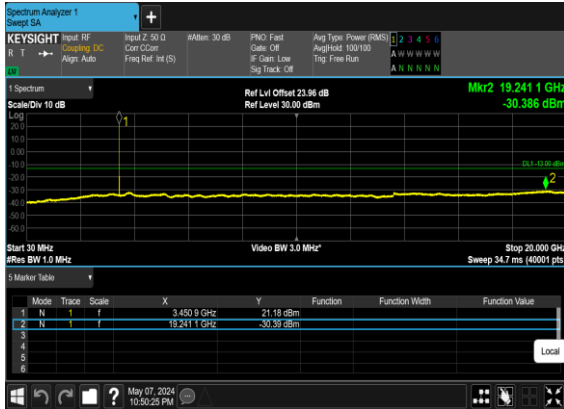 Spectrum Analyzer 1
Swept SA
+
KEYSIGHT Input: RF Input Z: 50 Ω #Atten: 30 dB PNO: Fast Avg Type: Power (RMS) 1 2 3 4 5 6
R T Coupling: DC Corr CCorr Gate: Off Avg|Hold: 100/100 A W W W W W
Align: Auto Freq Ref: Int (S) IF Gain: Low Trig: Free Run
Sig Track: Off A N N N N N
1 Spectrum Ref Lvl Offset 23.96 dB Mkr2 19.241 1 GHz
Scale/Div 10 dB Ref Level 30.00 dBm -30.386 dBm
Log
1
20.0
10.0
0.00
-10.0
DL1 -13.00 dBm
-20.0
2
-30.0
-40.0
-50.0
-60.0
Start 30 MHz Video BW 3.0 MHz* Stop 20.000 GHz
#Res BW 1.0 MHz Sweep 34.7 ms (40001 pts)
5 Marker Table
Mode Trace Scale X Y Function Function Width Function Value
1 N 1 f 3.450 9 GHz 21.18 dBm
2 N 1 f 19.241 1 GHz -30.39 dBm
3
4
5
6
Local
? May 07, 2024
10:50:25 PM